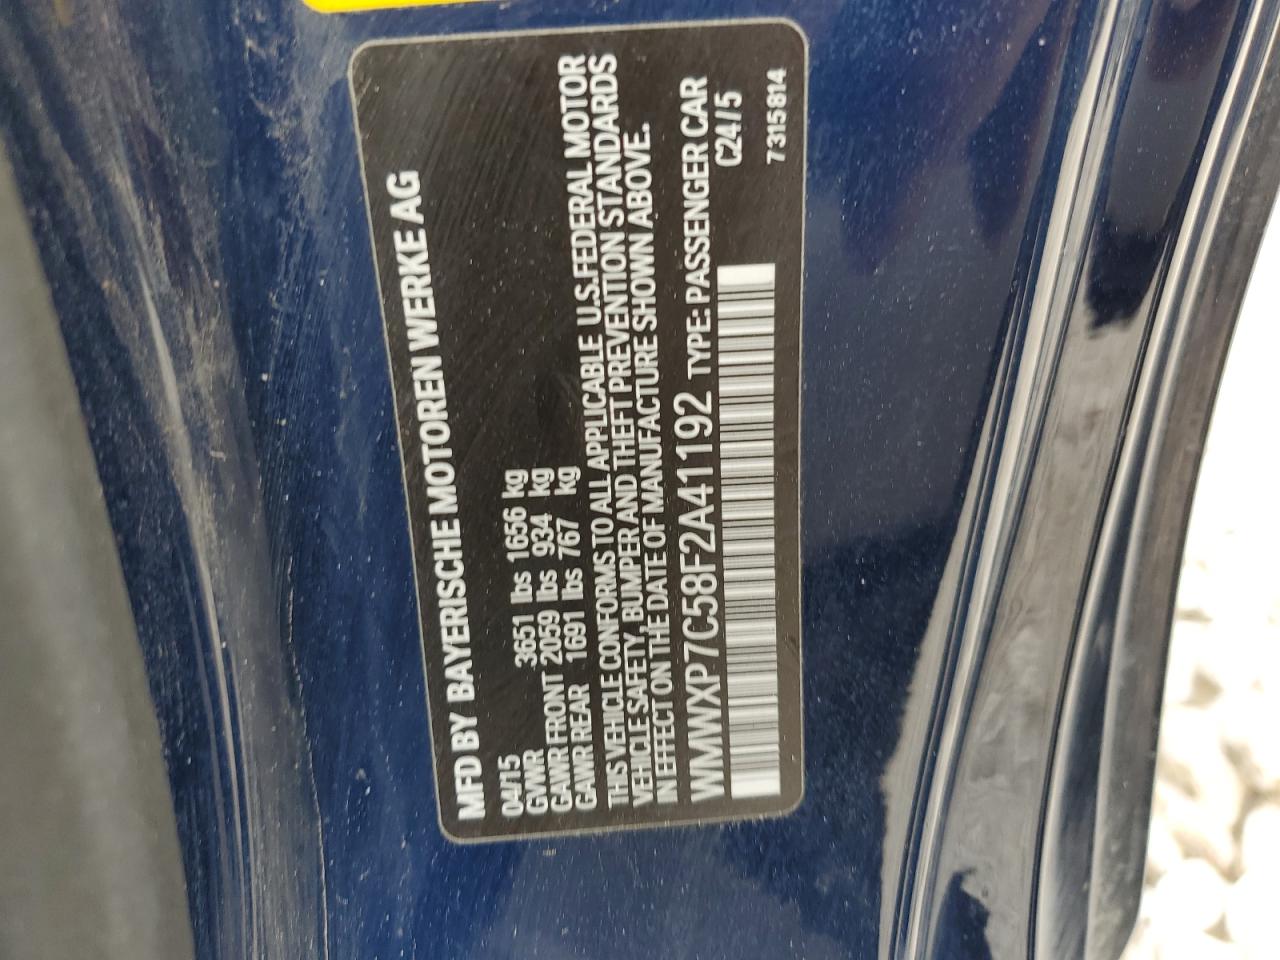 MFD BY BAYERISCHE MOTOREN WERKE AG
04/15
GVWR 3651 lbs 1656 kg
GAWR FRONT 2059 lbs 934 kg
GAWR REAR 1691 lbs 767 kg
THIS VEHICLE CONFORMS TO ALL APPLICABLE U.S.FEDERAL MOTOR
VEHICLE SAFETY, BUMPER AND THEFT PREVENTION STANDARDS
IN EFFECT ON THE DATE OF MANUFACTURE SHOWN ABOVE.
WMWXP7C58F2A41192 TYPE: PASSENGER CAR
C24/5
7315814